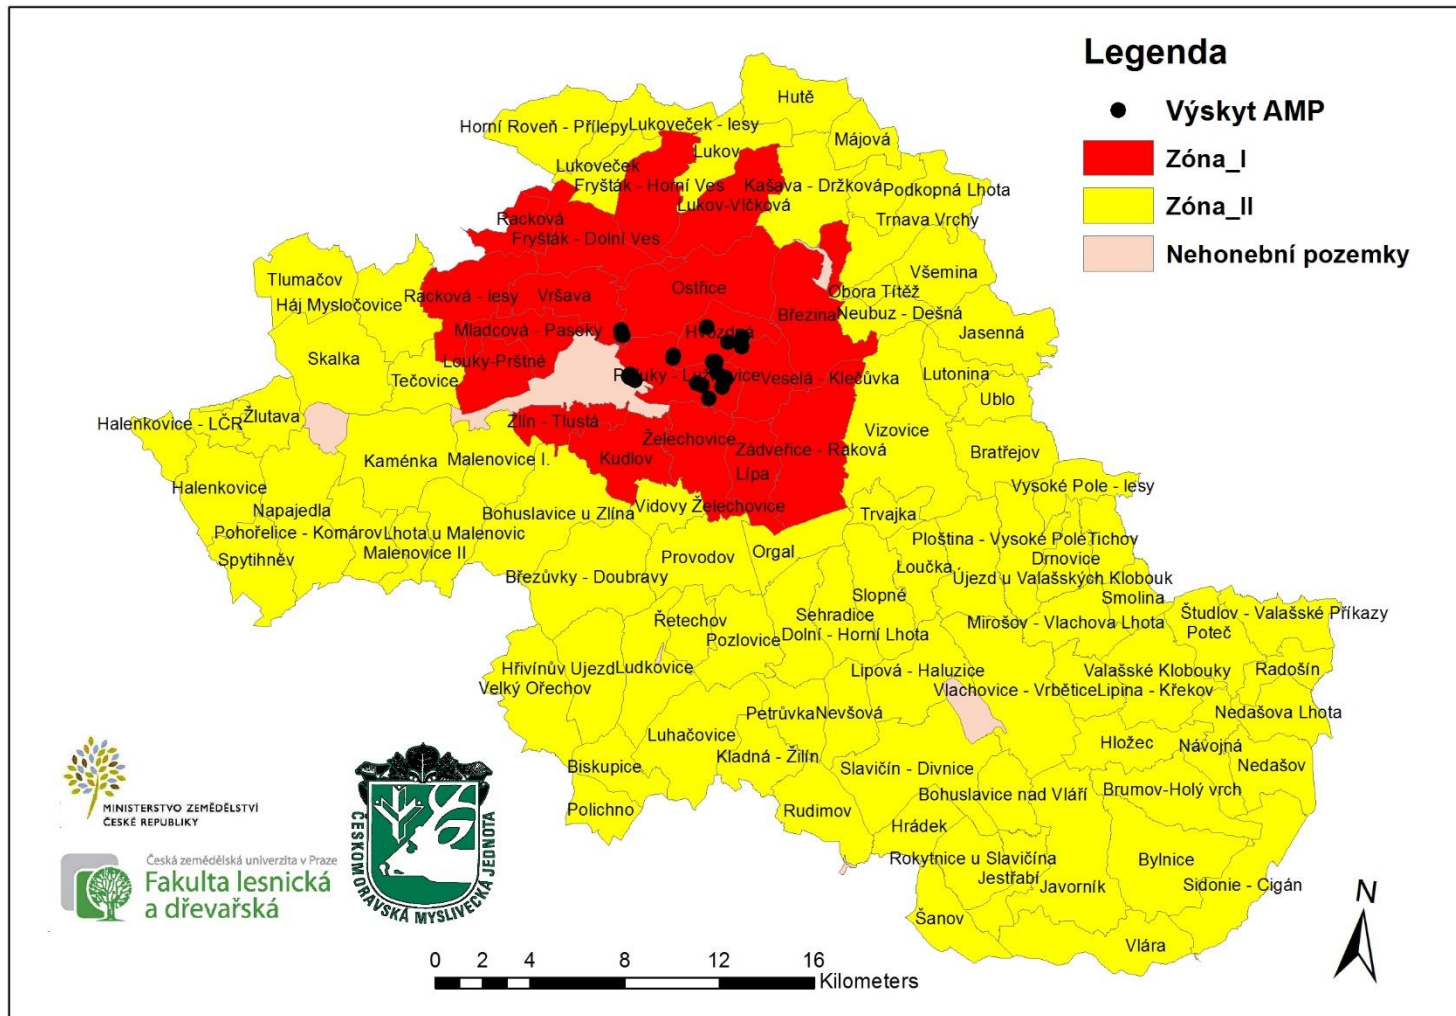 Legenda
Výskyt AMP
Zóna_I
Zóna_II
Nehonební pozemky
Hutě
Horní Roveň - Přílepy
Lukoveček - lesy
Májová
Lukov
Lukoveček
Fryšták - Horní Ves
Kašava - Držková
Podkopná Lhota
Lukov-Vlčková
Racková
Trnava Vrchy
Fryšták - Dolní Ves
Tlumačov
Všemina
Ostřice
Obora Títěž
Racková - lesy
Vršava
Háj Mysločovice
Březina
Neubuz - Dešná
Mladcová - Paseky
Hvozdná
Jasenná
Skalka
Louky-Prštné
Tečovice
Veselá - Klečůvka
Lutonina
Ublo
Halenkovice - LČR
Žlutava
Zlín - Tlustá
Vizovice
Želechovice
Zádveřice - Raková
Bratřejov
Kaménka
Malenovice I.
Kudlov
Lípa
Vysoké Pole - lesy
Halenkovice
Napajedla
Bohuslavice u Zlína
Vidovy
Želechovice
Trvajka
Pohořelice - Komárov
Lhota u Malenovic
Ploština - Vysoké Pole
Tichov
Malenovice II
Spytihněv
Provodov
Orgal
Drnovice
Loučka
Březůvky - Doubravy
Újezd u Valašských Klobouk
Slopné
Smolina
Řetechov
Sehradice
Študlov - Valašské Příkazy
Pozlovice
Dolní - Horní Lhota
Mirošov - Vlachova Lhota
Poteč
Hřivínův Ujezd
Ludkovice
Lipová - Haluzice
Valašské Klobouky
Radošín
Velký Ořechov
Vlachovice - Vrbětice
Lipina - Křekov
Petrůvka
Nevšová
Nedašova Lhota
Luhačovice
Hložec
Návojná
Kladná - Žilín
Biskupice
Slavičín - Divnice
Nedašov
Bohuslavice nad Vláří
Brumov-Holý vrch
Polichno
Rudimov
Hrádek
Rokytnice u Slavičína
Bylnice
Jestřabí
Javorník
Sidonie - Cigán
Šanov
Vlára
MINISTERSTVO ZEMĚDĚLSTVÍ
ČESKÉ REPUBLIKY
Česká zemědělská univerzita v Praze
Fakulta lesnická
a dřevařská
ČESKOMORAVSKÁ MYSLIVECKÁ JEDNOTA
N
0 2 4 8 12 16
Kilometers